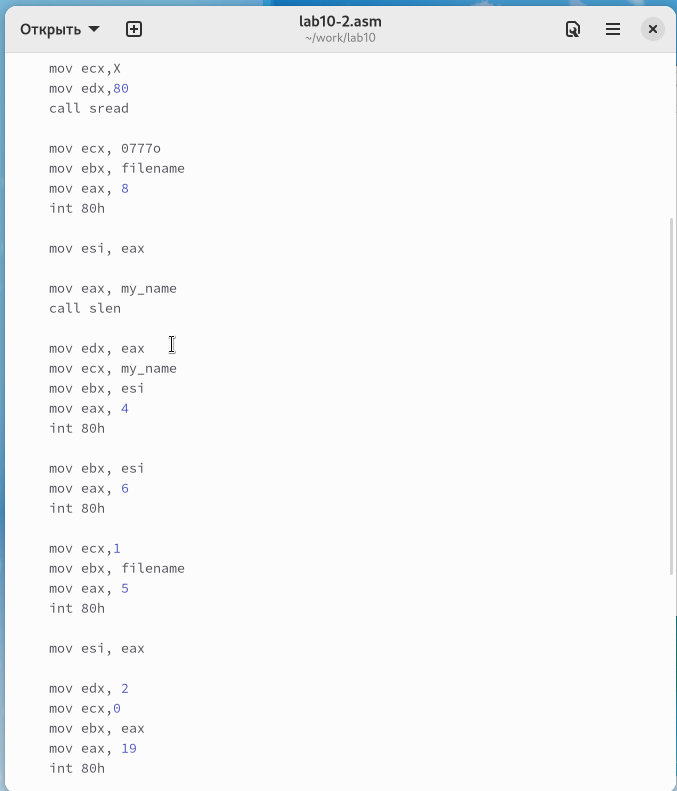 Открыть
lab10-2.asm
~/work/lab10
mov ecx,X
mov edx,80
call sread
mov ecx, 0777o
mov ebx, filename
mov eax, 8
int 80h
mov esi, eax
mov eax, my_name
call slen
mov edx, eax
mov ecx, my_name
mov ebx, esi
mov eax, 4
int 80h
mov ebx, esi
mov eax, 6
int 80h
mov ecx,1
mov ebx, filename
mov eax, 5
int 80h
mov esi, eax
mov edx, 2
mov ecx,0
mov ebx, eax
mov eax, 19
int 80h